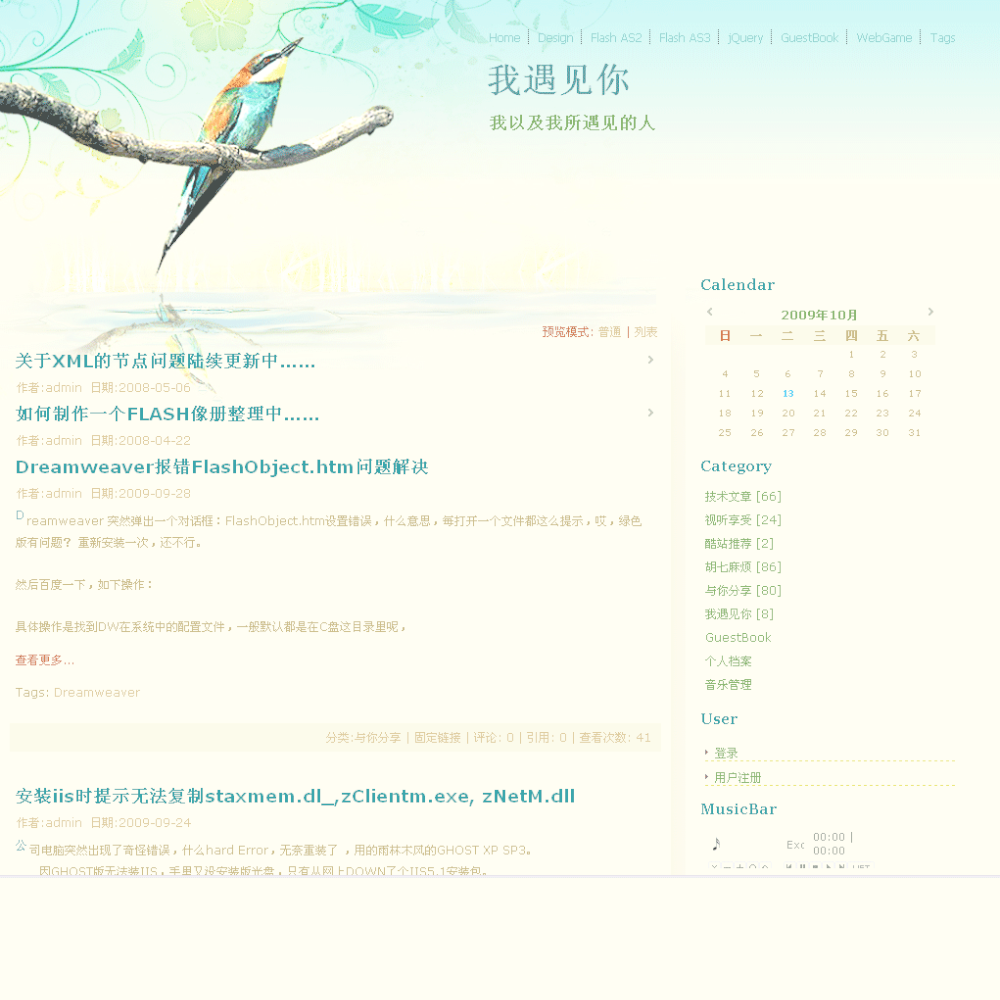 Home | Design | Flash AS2 | Flash AS3 | jQuery | GuestBook | WebGame | Tags
我遇见你
我以及我所遇见的人
预览模式: 普通 | 列表
关于XML的节点问题陆续更新中……
作者:admin 日期:2008-05-06
如何制作一个FLASH像册整理中……
作者:admin 日期:2008-04-22
Dreamweaver报错FlashObject.htm问题解决
作者:admin 日期:2009-09-28
Dreamweaver 突然弹出一个对话框：FlashObject.htm设置错误，什么意思，每打开一个文件都这么提示，哎，绿色
版有问题？ 重新安装一次，还不行。
然后百度一下，如下操作：
具体操作是找到DW在系统中的配置文件，一般默认都是在C盘这目录里呢，
查看更多...
Tags: Dreamweaver
分类:与你分享 | 固定链接 | 评论: 0 | 引用: 0 | 查看次数: 41
安装iis时提示无法复制staxmem.dl_,zClientm.exe, zNetM.dll
作者:admin 日期:2009-09-24
公司电脑突然出现了奇怪错误，什么hard Error，无奈重装了 ，用的雨林木风的GHOST XP SP3。
因GHOST版无法装IIS，手里又没安装版光盘，只有从网上DOWN了个IIS5.1安装包。
Calendar
2009年10月
日 一 二 三 四 五 六
1 2 3
4 5 6 7 8 9 10
11 12 13 14 15 16 17
18 19 20 21 22 23 24
25 26 27 28 29 30 31
Category
技术文章 [66]
视听享受 [24]
酷站推荐 [2]
胡七麻烦 [86]
与你分享 [80]
我遇见你 [8]
GuestBook
个人档案
音乐管理
User
登录
用户注册
MusicBar
Exc
00:00 |
00:00